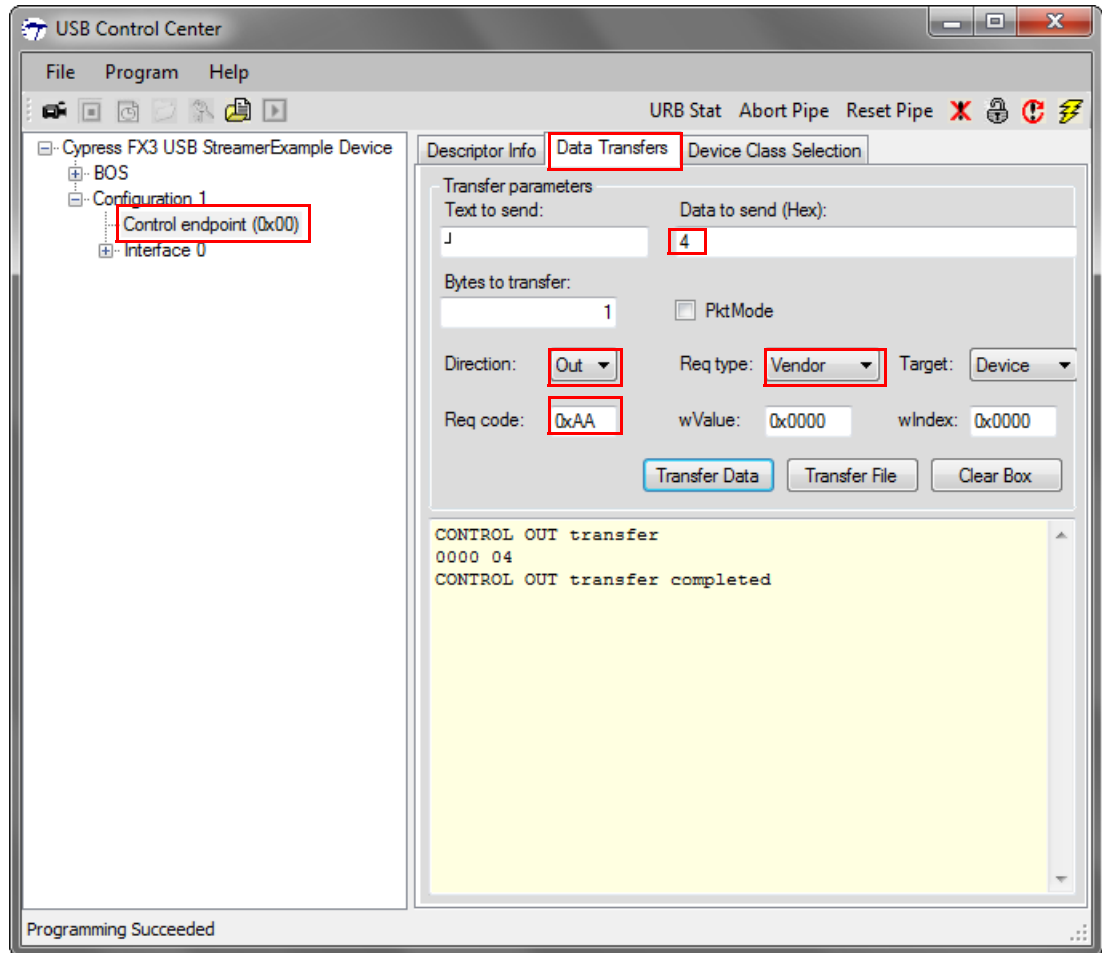 USB Control Center
File Program Help
URB Stat Abort Pipe Reset Pipe
Cypress FX3 USB StreamerExample Device
BOS
Configuration 1
Control endpoint (0x00)
Interface 0
Descriptor Info Data Transfers Device Class Selection
Transfer parameters
Text to send: Data to send (Hex):
┘ 4
Bytes to transfer:
1 PktMode
Direction: Out Req type: Vendor Target: Device
Req code: 0xAA wValue: 0x0000 wIndex: 0x0000
Transfer Data Transfer File Clear Box
CONTROL OUT transfer
0000 04
CONTROL OUT transfer completed
Programming Succeeded